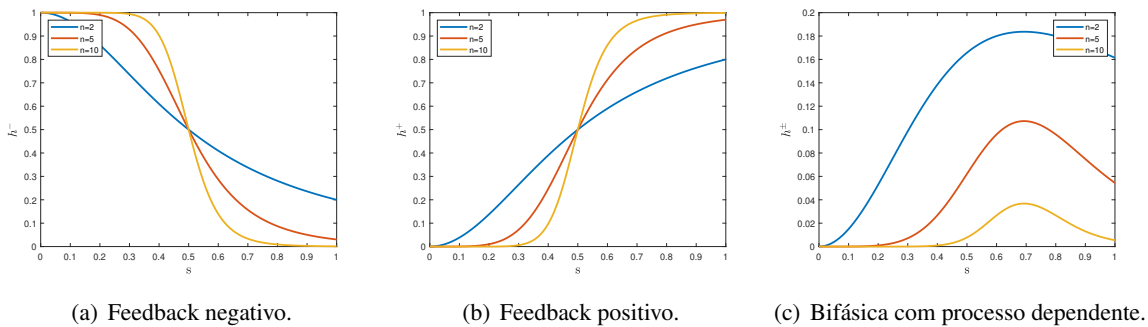 1
0.9
0.8
0.7
0.6
0.5
0.4
0.3
0.2
0.1
0
h⁻
n=2
n=5
n=10
0 0.1 0.2 0.3 0.4 0.5 0.6 0.7 0.8 0.9 1
s
(a) Feedback negativo.
1
0.9
0.8
0.7
0.6
0.5
0.4
0.3
0.2
0.1
0
h⁺
n=2
n=5
n=10
0 0.1 0.2 0.3 0.4 0.5 0.6 0.7 0.8 0.9 1
s
(b) Feedback positivo.
0.2
0.18
0.16
0.14
0.12
0.1
0.08
0.06
0.04
0.02
0
h±
n=2
n=5
n=10
0 0.1 0.2 0.3 0.4 0.5 0.6 0.7 0.8 0.9 1
s
(c) Bifásica com processo dependente.